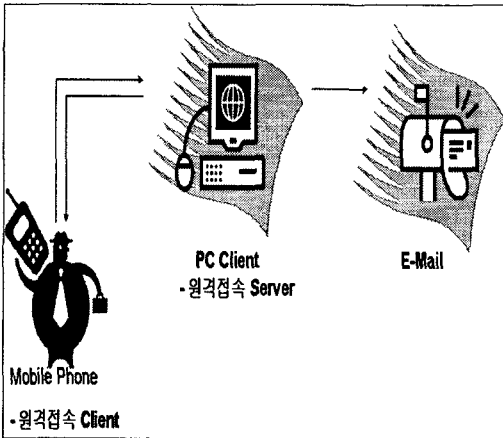 PC Client
- 원격접속 Server
E-Mail
Mobile Phone
- 원격접속 Client